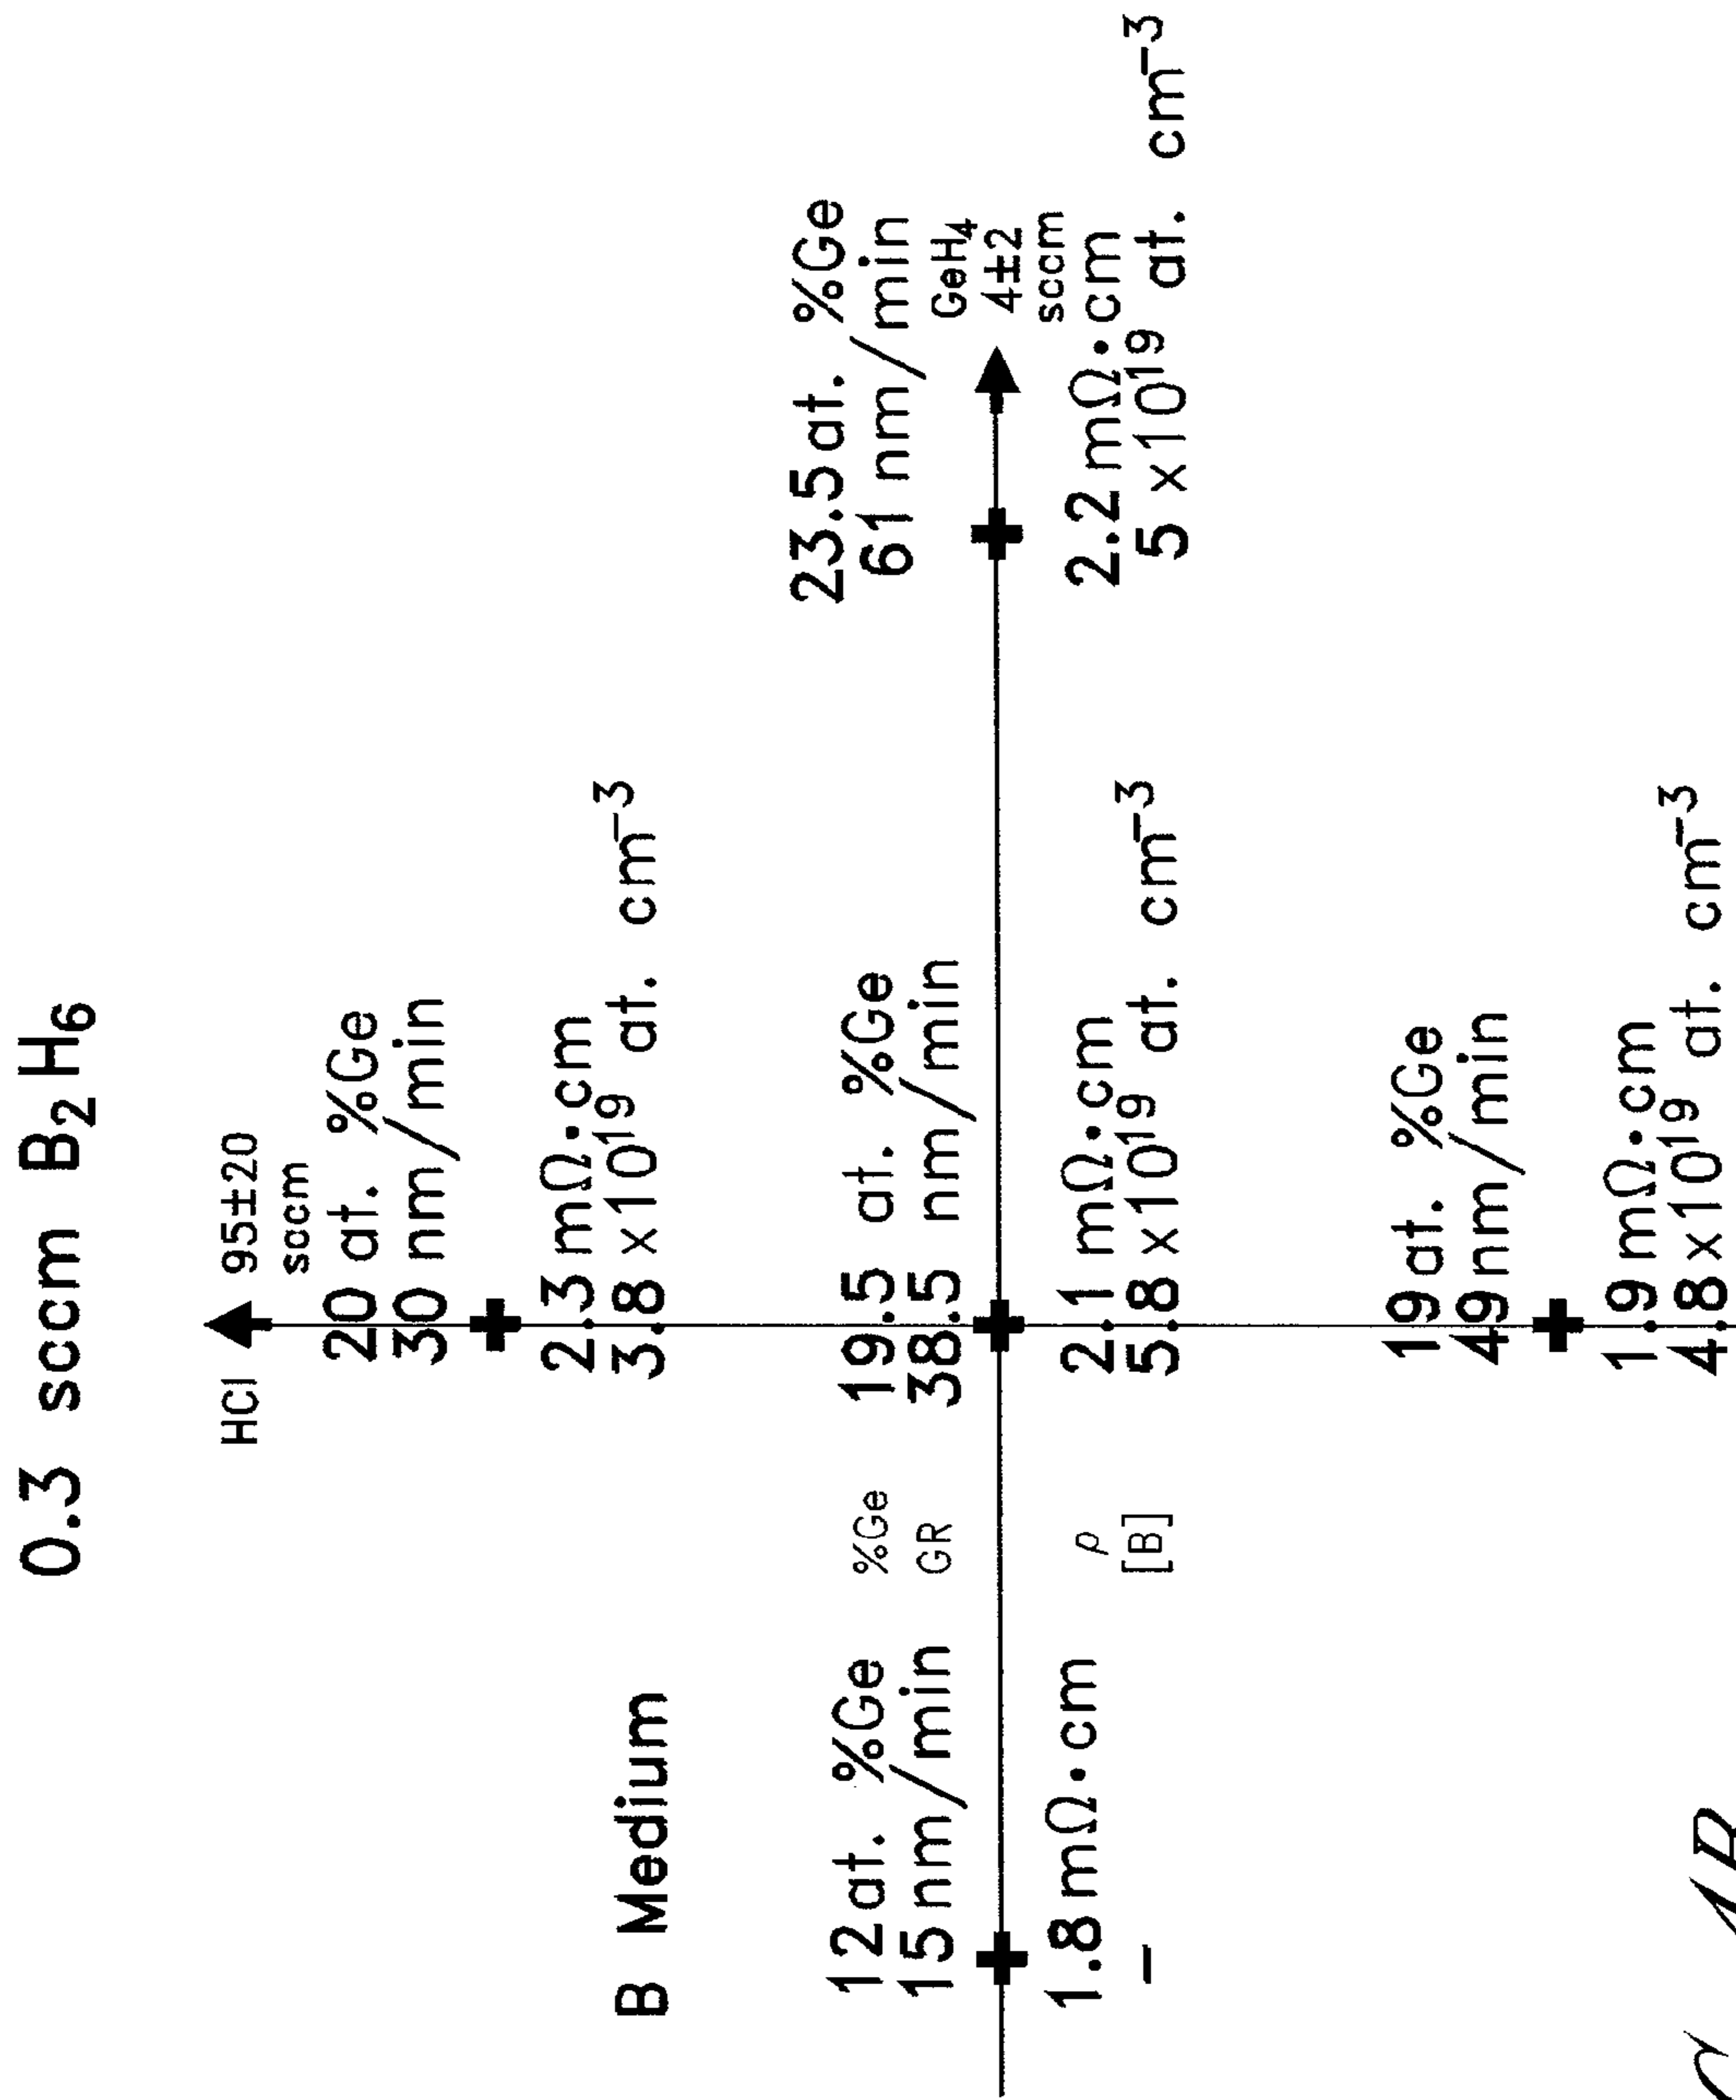 0.3 sccm B2 H6
HCl 95±20
sccm
20 at. %Ge
30 nm/min
2.3 mΩ·cm
3.8 x10^19 at. cm^-3
B Medium
12 at. %Ge
15 nm/min
1.8 mΩ·cm
–
%Ge
GR
ρ
[B]
19.5 at. %Ge
38.5 nm/min
2.1 mΩ·cm
5.8 x10^19 at. cm^-3
23.5 at. %Ge
61 nm/min
GeH4
4±2
sccm
2.2 mΩ·cm
5 x10^19 at. cm^-3
19 at. %Ge
49 nm/min
1.9 mΩ·cm
4.8 x10^19 at. cm^-3